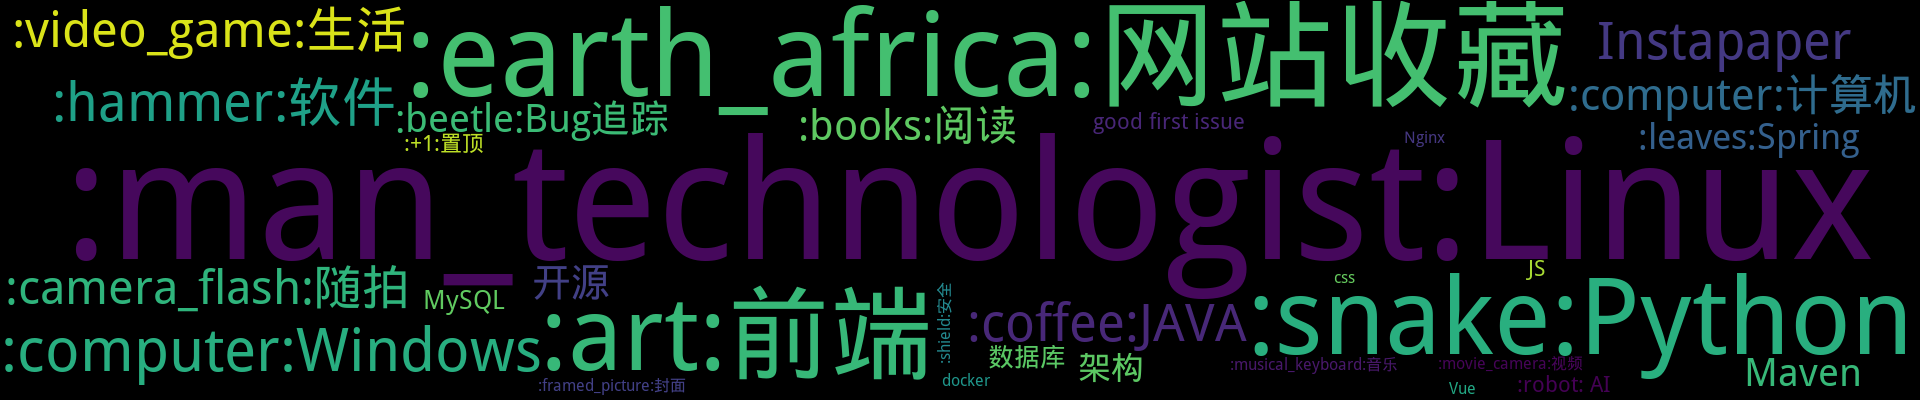 :video_game:生活
:earth_africa:网站收藏
Instapaper
:hammer:软件
:computer:计算机
:beetle:Bug追踪
:books:阅读
good first issue
:+1:置顶
Nginx
:leaves:Spring
:man_technologist:Linux
:camera_flash:随拍
MySQL
开源
css
JS
:computer:Windows
:art:前端
:shield:安全
:coffee:JAVA
:snake:Python
数据库
架构
:musical_keyboard:音乐
:movie_camera:视频
Maven
:framed_picture:封面
docker
Vue
:robot: AI